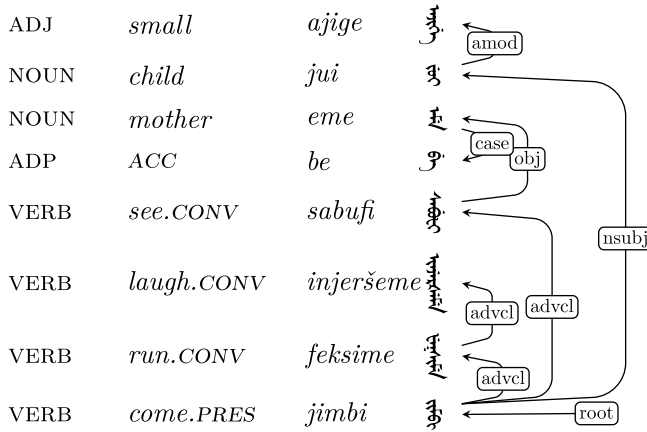 ADJ small ajige ᠠᠵᡳᡤᡝ amod
NOUN child jui ᠵᡠᡳ
NOUN mother eme ᡝᠮᡝ case
ADP ACC be ᠪᡝ obj
VERB see.CONV sabufi ᠰᠠᠪᡠᡶᡳ nsubj
VERB laugh.CONV injeršeme ᡳᠨᠵᡝᡵᡧᡝᠮᡝ advcl advcl
VERB run.CONV feksime ᡶᡝᡴᠰᡳᠮᡝ advcl
VERB come.PRES jimbi ᠵᡳᠮᠪᡳ root